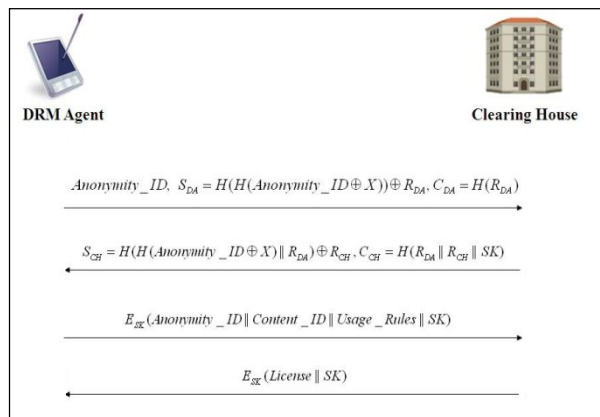 DRM Agent
Clearing House
Anonymity_ID, S_DA = H(H(Anonymity_ID⊕X))⊕R_DA, C_DA = H(R_DA)
S_CH = H(H(Anonymity_ID⊕X)||R_DA)⊕R_CH, C_CH = H(R_DA||R_CH||SK)
E_SK(Anonymity_ID||Content_ID||Usage_Rules||SK)
E_SK(License||SK)